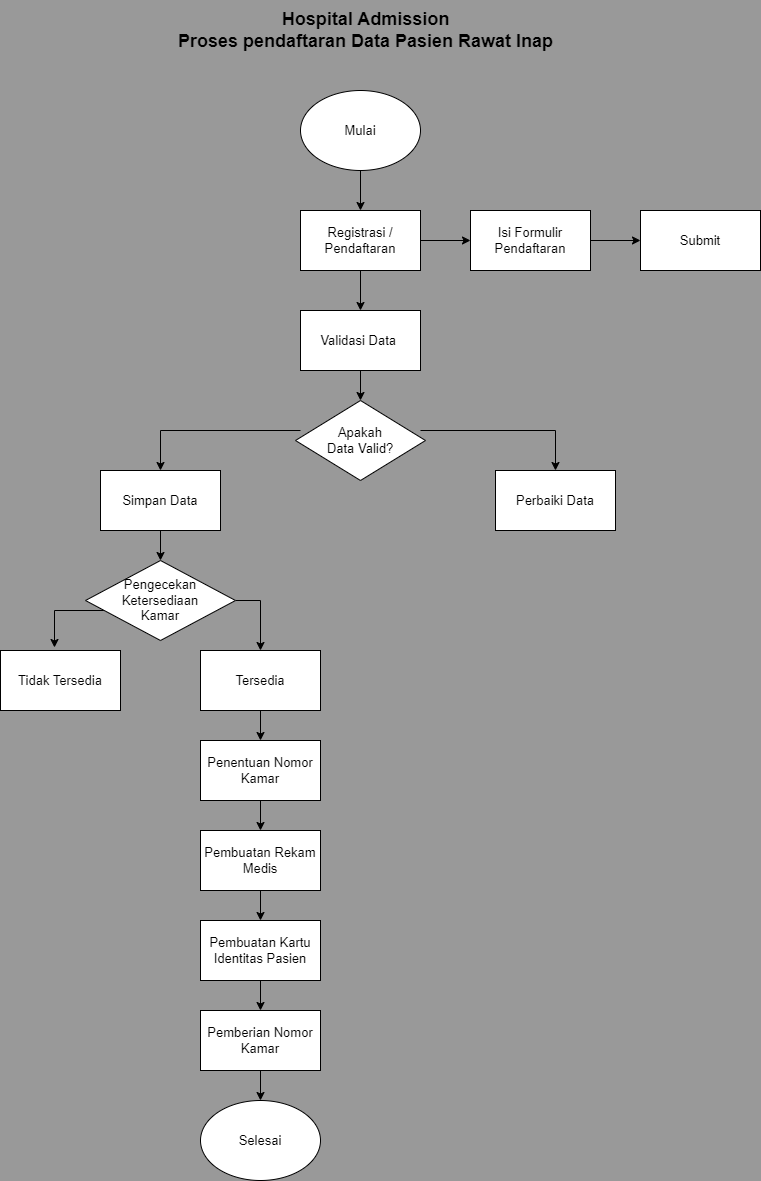 Hospital Admission
Proses pendaftaran Data Pasien Rawat Inap
Mulai
Registrasi /
Pendaftaran
Isi Formulir
Pendaftaran
Submit
Validasi Data
Apakah
Data Valid?
Simpan Data
Perbaiki Data
Pengecekan
Ketersediaan
Kamar
Tidak Tersedia
Tersedia
Penentuan Nomor
Kamar
Pembuatan Rekam
Medis
Pembuatan Kartu
Identitas Pasien
Pemberian Nomor
Kamar
Selesai